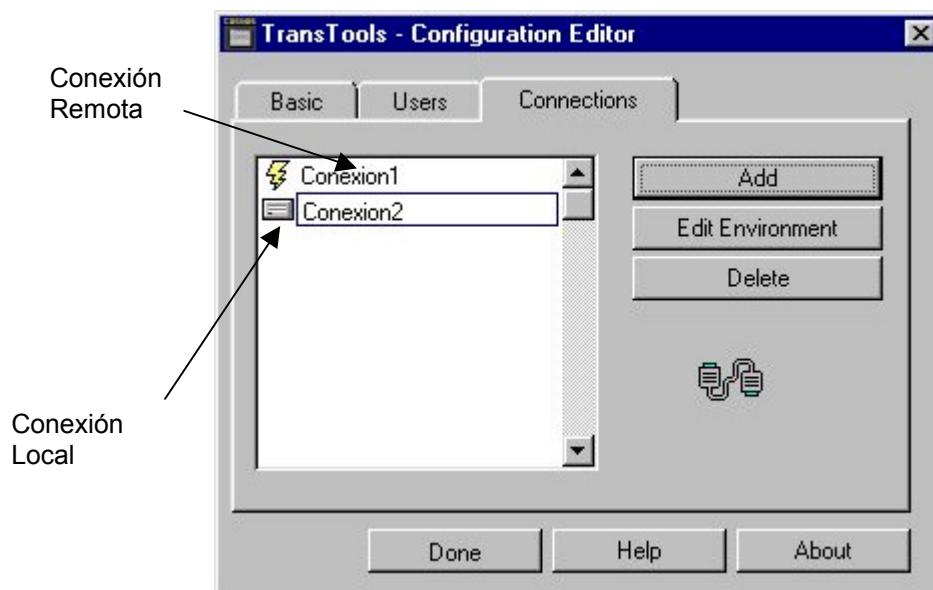 TransTools - Configuration Editor
Conexión
Remota
Basic
Users
Connections
Conexion1
Conexion2
Add
Edit Environment
Delete
Conexión
Local
Done
Help
About